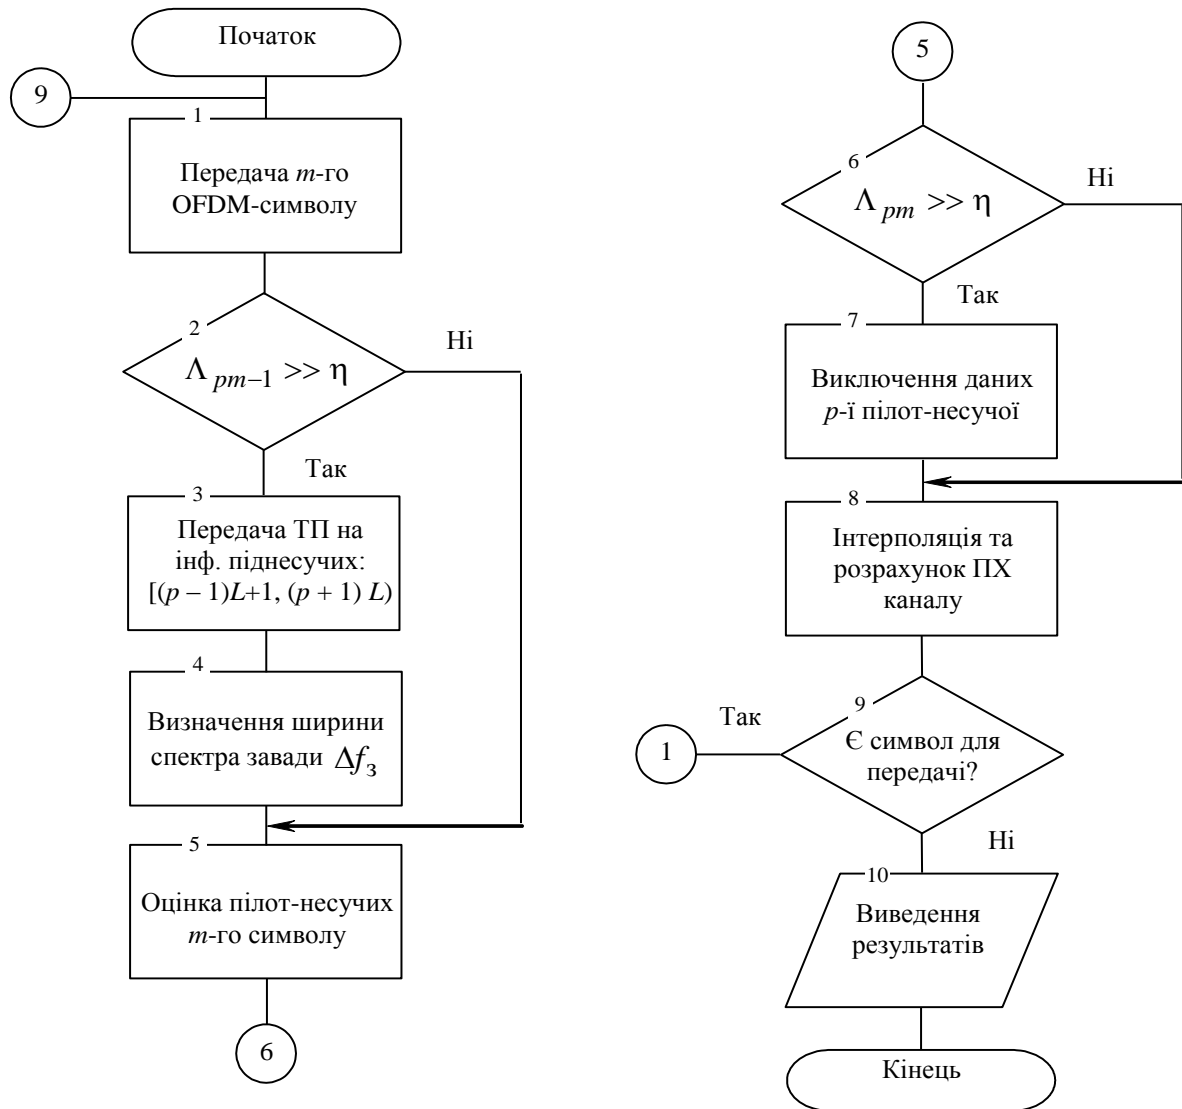 Початок
9
1
Передача m-го
OFDM-символу
2
Λ pm−1 >> η
Ні
Так
3
Передача ТП на
інф. піднесучих:
[(p – 1)L+1, (p + 1) L)
4
Визначення ширини
спектра завади Δf з
5
Оцінка пілот-несучих
m-го символу
6
5
6
Λ pm >> η
Ні
Так
7
Виключення даних
p-ї пілот-несучої
8
Інтерполяція та
розрахунок ПХ
каналу
9
Є символ для
передачі?
Так
1
Ні
10
Виведення
результатів
Кінець